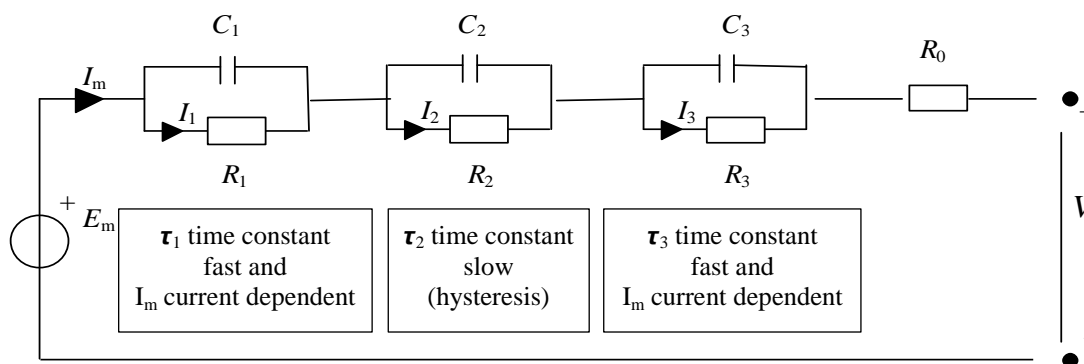 C1 C2 C3
R0
Im
I1 I2 I3
R1 R2 R3
+ Em
V
τ1 time constant
fast and
Im current dependent
τ2 time constant
slow
(hysteresis)
τ3 time constant
fast and
Im current dependent